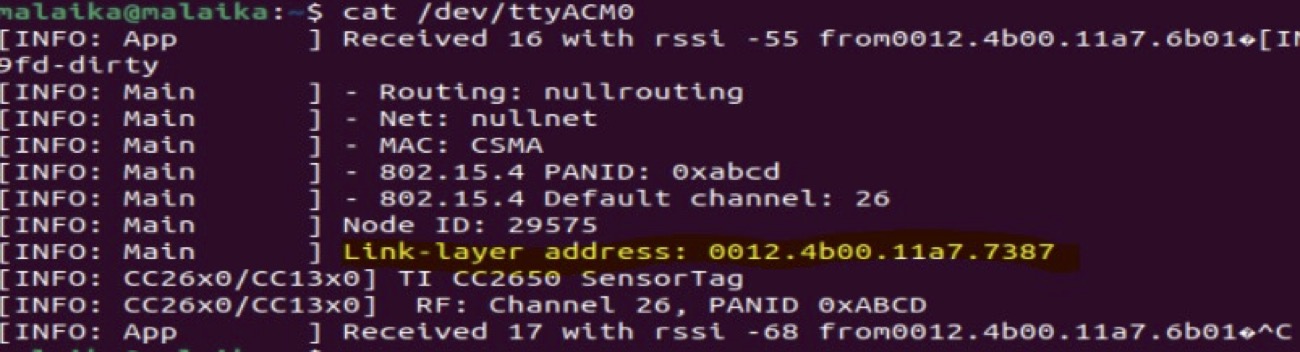 malaika@malaika:~$ cat /dev/ttyACM0
[INFO: App       ] Received 16 with rssi -55 from0012.4b00.11a7.6b01�[IN
9fd-dirty
[INFO: Main      ] - Routing: nullrouting
[INFO: Main      ] - Net: nullnet
[INFO: Main      ] - MAC: CSMA
[INFO: Main      ] - 802.15.4 PANID: 0xabcd
[INFO: Main      ] - 802.15.4 Default channel: 26
[INFO: Main      ] Node ID: 29575
[INFO: Main      ] Link-layer address: 0012.4b00.11a7.7387
[INFO: CC26x0/CC13x0] TI CC2650 SensorTag
[INFO: CC26x0/CC13x0]  RF: Channel 26, PANID 0xABCD
[INFO: App       ] Received 17 with rssi -68 from0012.4b00.11a7.6b01�^C